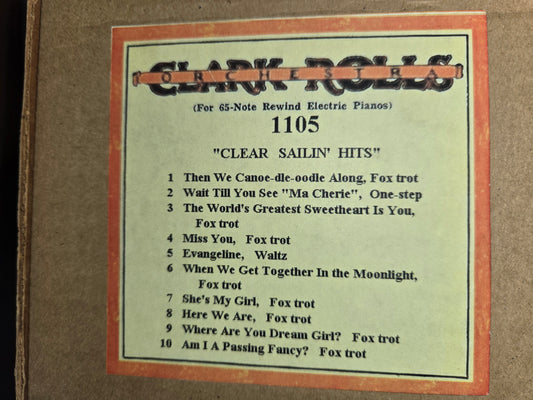 CLARK ROLLS
ORCHESTRA
(For 65-Note Rewind Electric Pianos)
1105
"CLEAR SAILIN' HITS"
1 Then We Canoe-dle-oodle Along, Fox trot
2 Wait Till You See "Ma Cherie", One-step
3 The World's Greatest Sweetheart Is You,
Fox trot
4 Miss You, Fox trot
5 Evangeline, Waltz
6 When We Get Together In the Moonlight,
Fox trot
7 She's My Girl, Fox trot
8 Here We Are, Fox trot
9 Where Are You Dream Girl? Fox trot
10 Am I A Passing Fancy? Fox trot